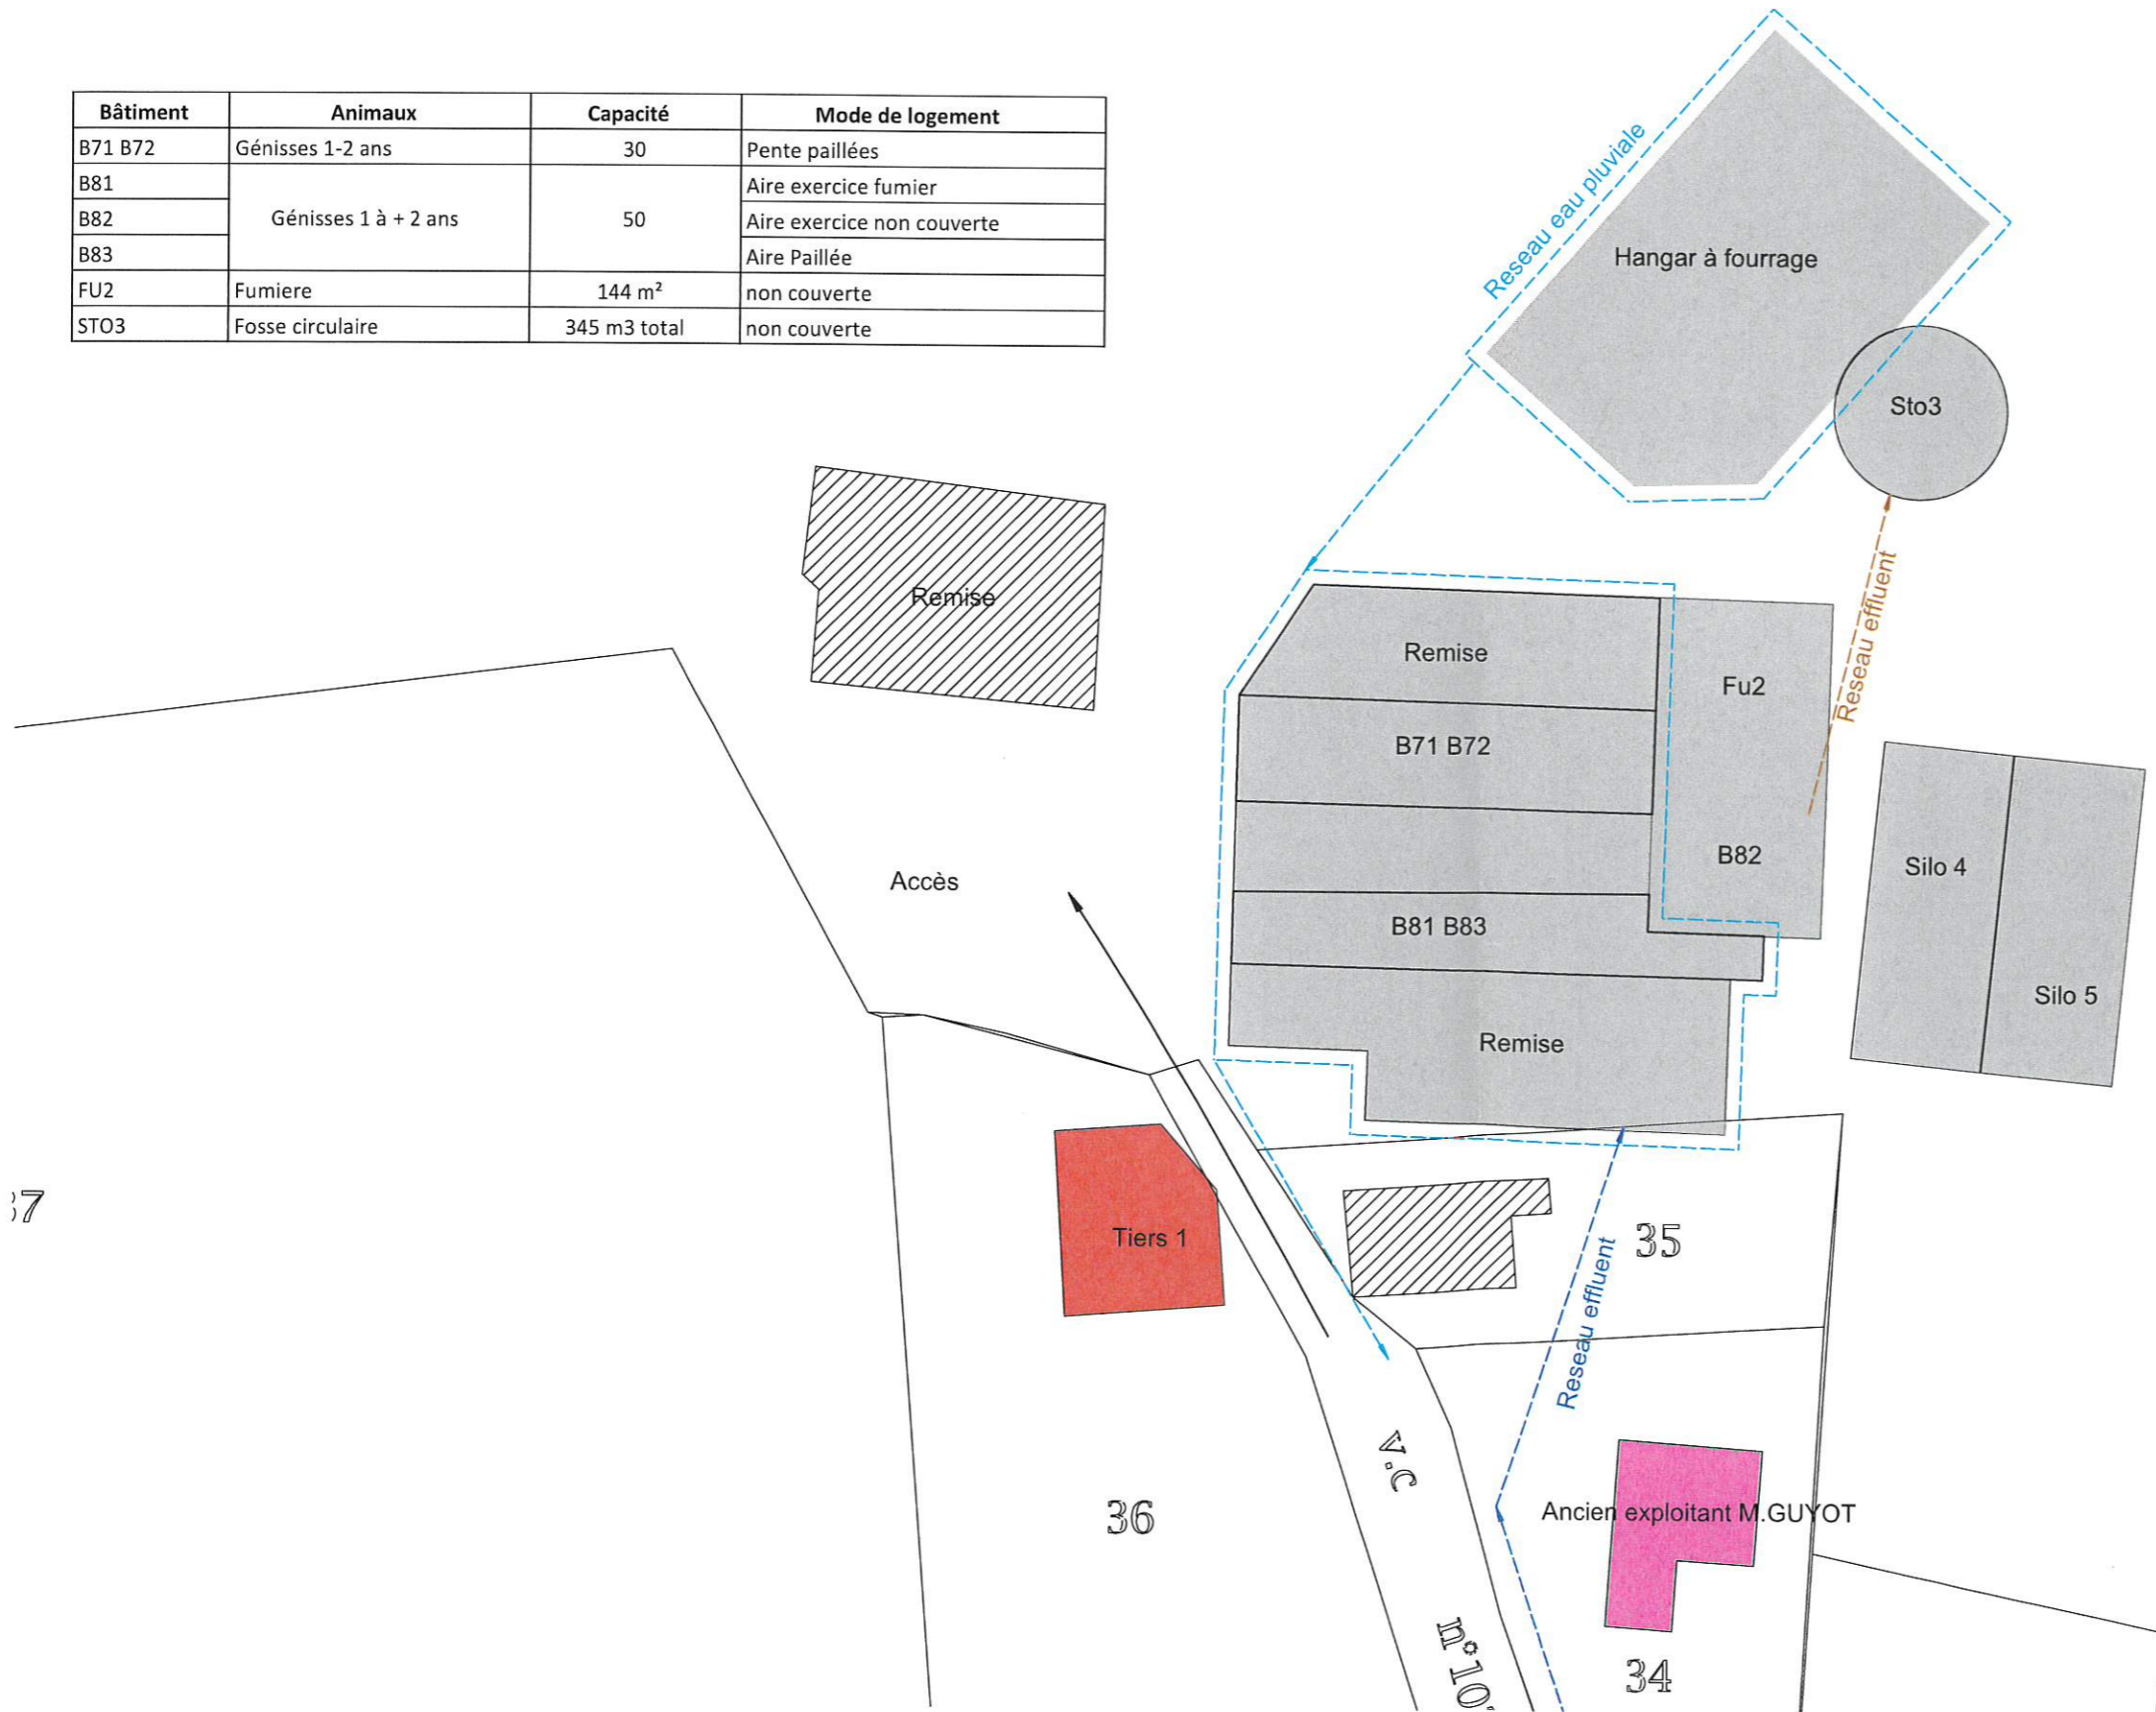 Bâtiment Animaux Capacité Mode de logement
B71 B72 Génisses 1-2 ans 30 Pente paillées
B81 Aire exercice fumier
B82 Génisses 1 à + 2 ans 50 Aire exercice non couverte
B83 Aire Paillée
FU2 Fumiere 144 m² non couverte
STO3 Fosse circulaire 345 m3 total non couverte
Reseau eau pluviale
Hangar à fourrage
Sto3
Remise
Reseau effluent
Remise
Fu2
B71 B72
B82
Accès
Silo 4
B81 B83
Silo 5
Remise
Tiers 1
35
Reseau effluent
36
v.c
Ancien exploitant M.GUYOT
n°10
34